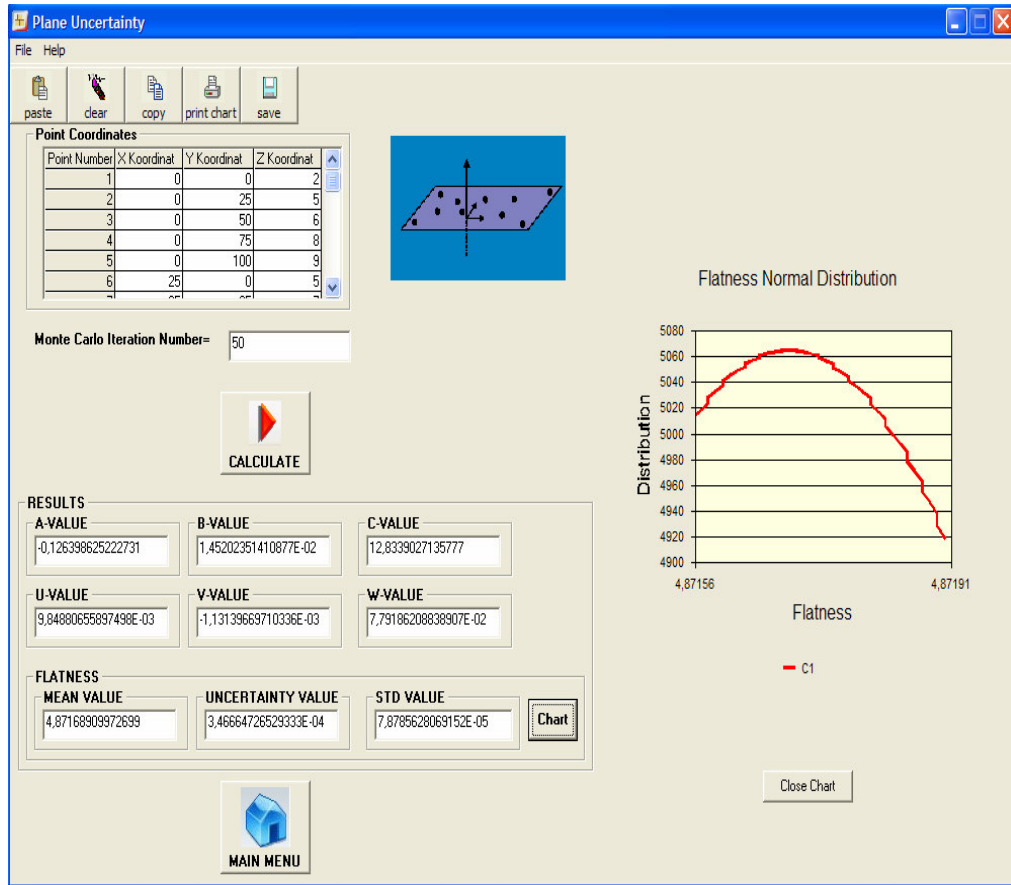 Plane Uncertainty
File Help
paste clear copy print chart save
Point Coordinates
Point Number X Koordinat Y Koordinat Z Koordinat
1 0 0 2
2 0 25 5
3 0 50 6
4 0 75 8
5 0 100 9
6 25 0 5
Monte Carlo Iteration Number= 50
CALCULATE
RESULTS
A-VALUE B-VALUE C-VALUE
-0,126398625222731 1,45202351410877E-02 12,8339027135777
U-VALUE V-VALUE W-VALUE
9,84880655897498E-03 -1,13139669710336E-03 7,79186208838907E-02
FLATNESS
MEAN VALUE UNCERTAINTY VALUE STD VALUE
4,87168909972699 3,46664726529333E-04 7,8785628069152E-05 Chart
MAIN MENU
Flatness Normal Distribution
5080
5060
5040
5020
5000
4980
4960
4940
4920
4900
Distribution
4,87156 4,87191
Flatness
C1
Close Chart